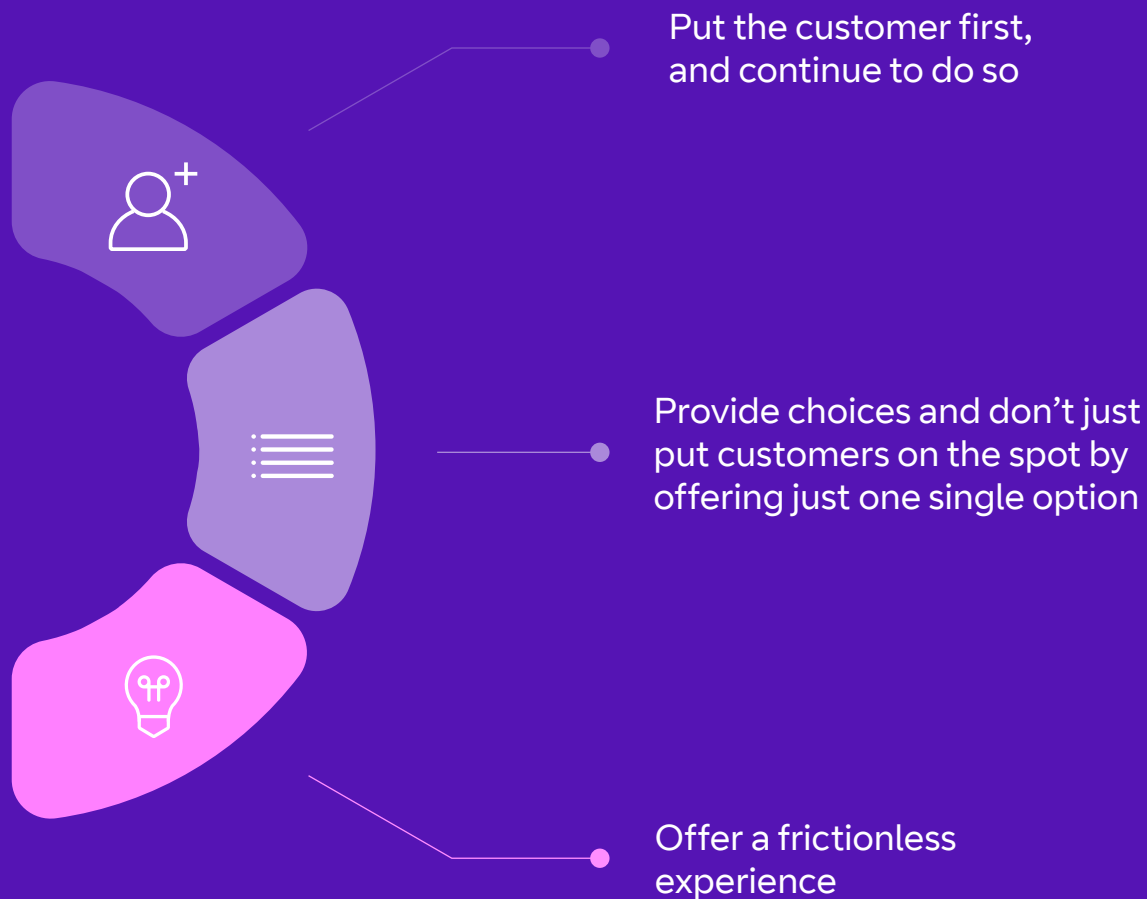 Put the customer first,
and continue to do so
Provide choices and don’t just
put customers on the spot by
offering just one single option
Offer a frictionless
experience